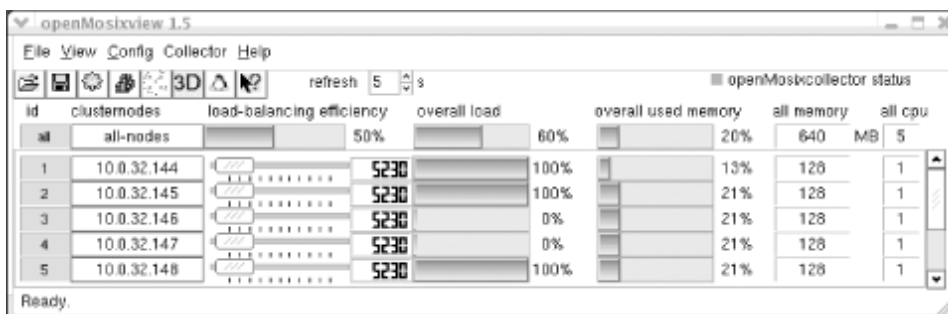 openMosixview 1.5
File View Config Collector Help
3D refresh 5 s openMosixcollector status
id clusternodes load-balancing efficiency overall load overall used memory all memory all cpu
all all-nodes 50% 60% 20% 640 MB 5
1 10.0.32.144 5230 100% 13% 128 1
2 10.0.32.145 5230 100% 21% 128 1
3 10.0.32.146 5230 0% 21% 128 1
4 10.0.32.147 5230 0% 21% 128 1
5 10.0.32.148 5230 100% 21% 128 1
Ready.